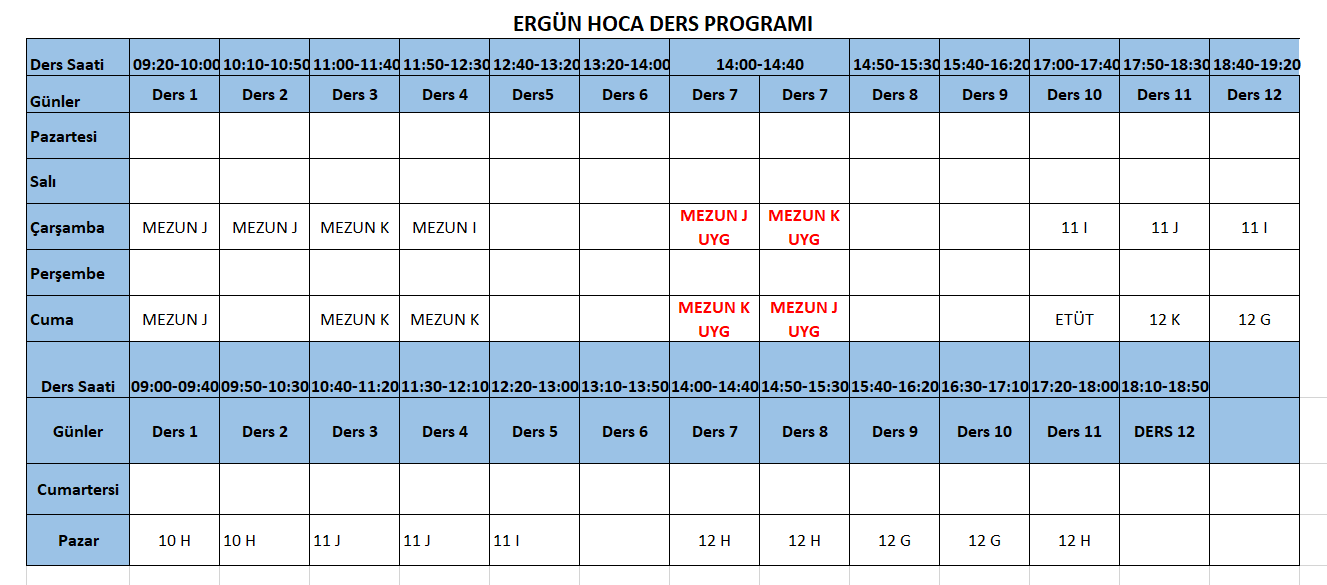 ERGÜN HOCA DERS PROGRAMI
Ders Saati 09:20-10:00 10:10-10:50 11:00-11:40 11:50-12:30 12:40-13:20 13:20-14:00 14:00-14:40 14:50-15:30 15:40-16:20 17:00-17:40 17:50-18:30 18:40-19:20
Günler Ders 1 Ders 2 Ders 3 Ders 4 Ders5 Ders 6 Ders 7 Ders 7 Ders 8 Ders 9 Ders 10 Ders 11 Ders 12
Pazartesi
Salı
Çarşamba MEZUN J MEZUN J MEZUN K MEZUN I MEZUN J UYG MEZUN K UYG 11 I 11 J 11 I
Perşembe
Cuma MEZUN J MEZUN K MEZUN K MEZUN K UYG MEZUN J UYG ETÜT 12 K 12 G
Ders Saati 09:00-09:40 09:50-10:30 10:40-11:20 11:30-12:10 12:20-13:00 13:10-13:50 14:00-14:40 14:50-15:30 15:40-16:20 16:30-17:10 17:20-18:00 18:10-18:50
Günler Ders 1 Ders 2 Ders 3 Ders 4 Ders 5 Ders 6 Ders 7 Ders 8 Ders 9 Ders 10 Ders 11 DERS 12
Cumartersi
Pazar 10 H 10 H 11 J 11 J 11 I 12 H 12 H 12 G 12 G 12 H